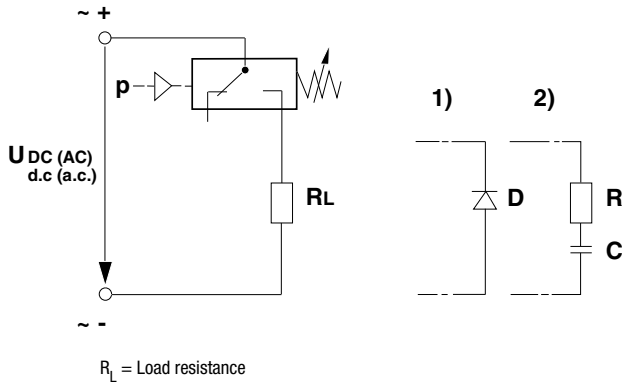 ~ +
p
1) 2)
U DC (AC)
d.c (a.c.)
RL
D
R
C
~ -
RL = Load resistance